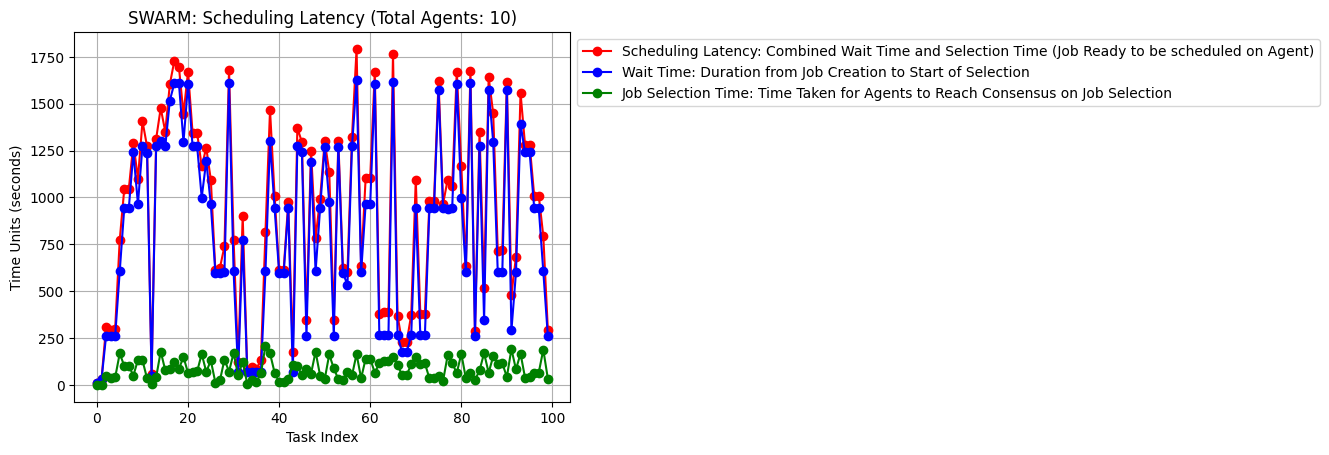 SWARM: Scheduling Latency (Total Agents: 10)
Time Units (seconds)
1750
1500
1250
1000
750
500
250
0
0 20 40 60 80 100
Task Index
Scheduling Latency: Combined Wait Time and Selection Time (Job Ready to be scheduled on Agent)
Wait Time: Duration from Job Creation to Start of Selection
Job Selection Time: Time Taken for Agents to Reach Consensus on Job Selection